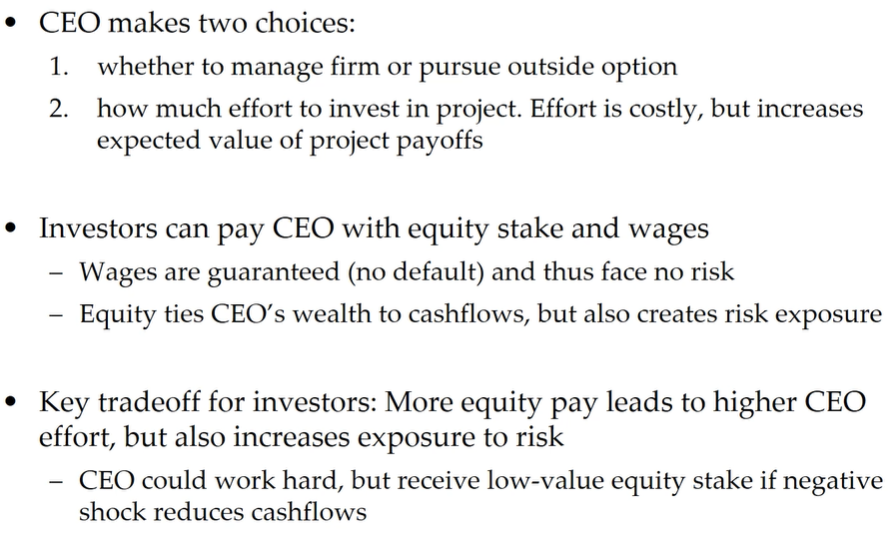 • CEO makes two choices:
1. whether to manage firm or pursue outside option
2. how much effort to invest in project. Effort is costly, but increases
expected value of project payoffs
• Investors can pay CEO with equity stake and wages
– Wages are guaranteed (no default) and thus face no risk
– Equity ties CEO’s wealth to cashflows, but also creates risk exposure
• Key tradeoff for investors: More equity pay leads to higher CEO
effort, but also increases exposure to risk
– CEO could work hard, but receive low-value equity stake if negative
shock reduces cashflows